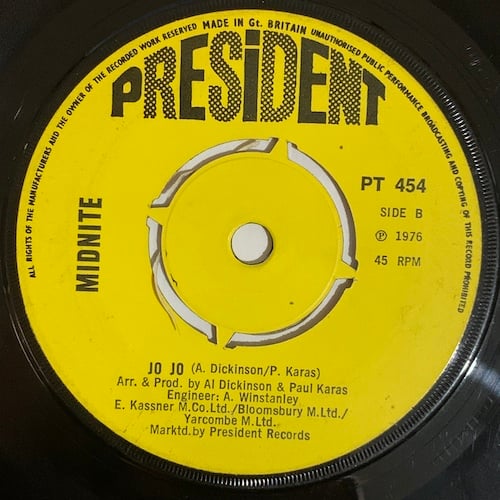 ALL RIGHTS OF THE MANUFACTURERS AND THE OWNER OF THE RECORDED WORK RESERVED MADE IN Gt. BRITAIN UNAUTHORISED PUBLIC PERFORMANCE BROADCASTING AND COPYING OF THIS RECORD PROHIBITED
PRESiDENT
PT 454
SIDE B
Ⓟ 1976
45 RPM
MIDNITE
JO JO (A. Dickinson/P. Karas)
Arr. & Prod. by Al Dickinson & Paul Karas
Engineer: A. Winstanley
E. Kassner M.Co.Ltd./Bloomsbury M.Ltd./
Yarcombe M.Ltd.
Marktd.by President Records